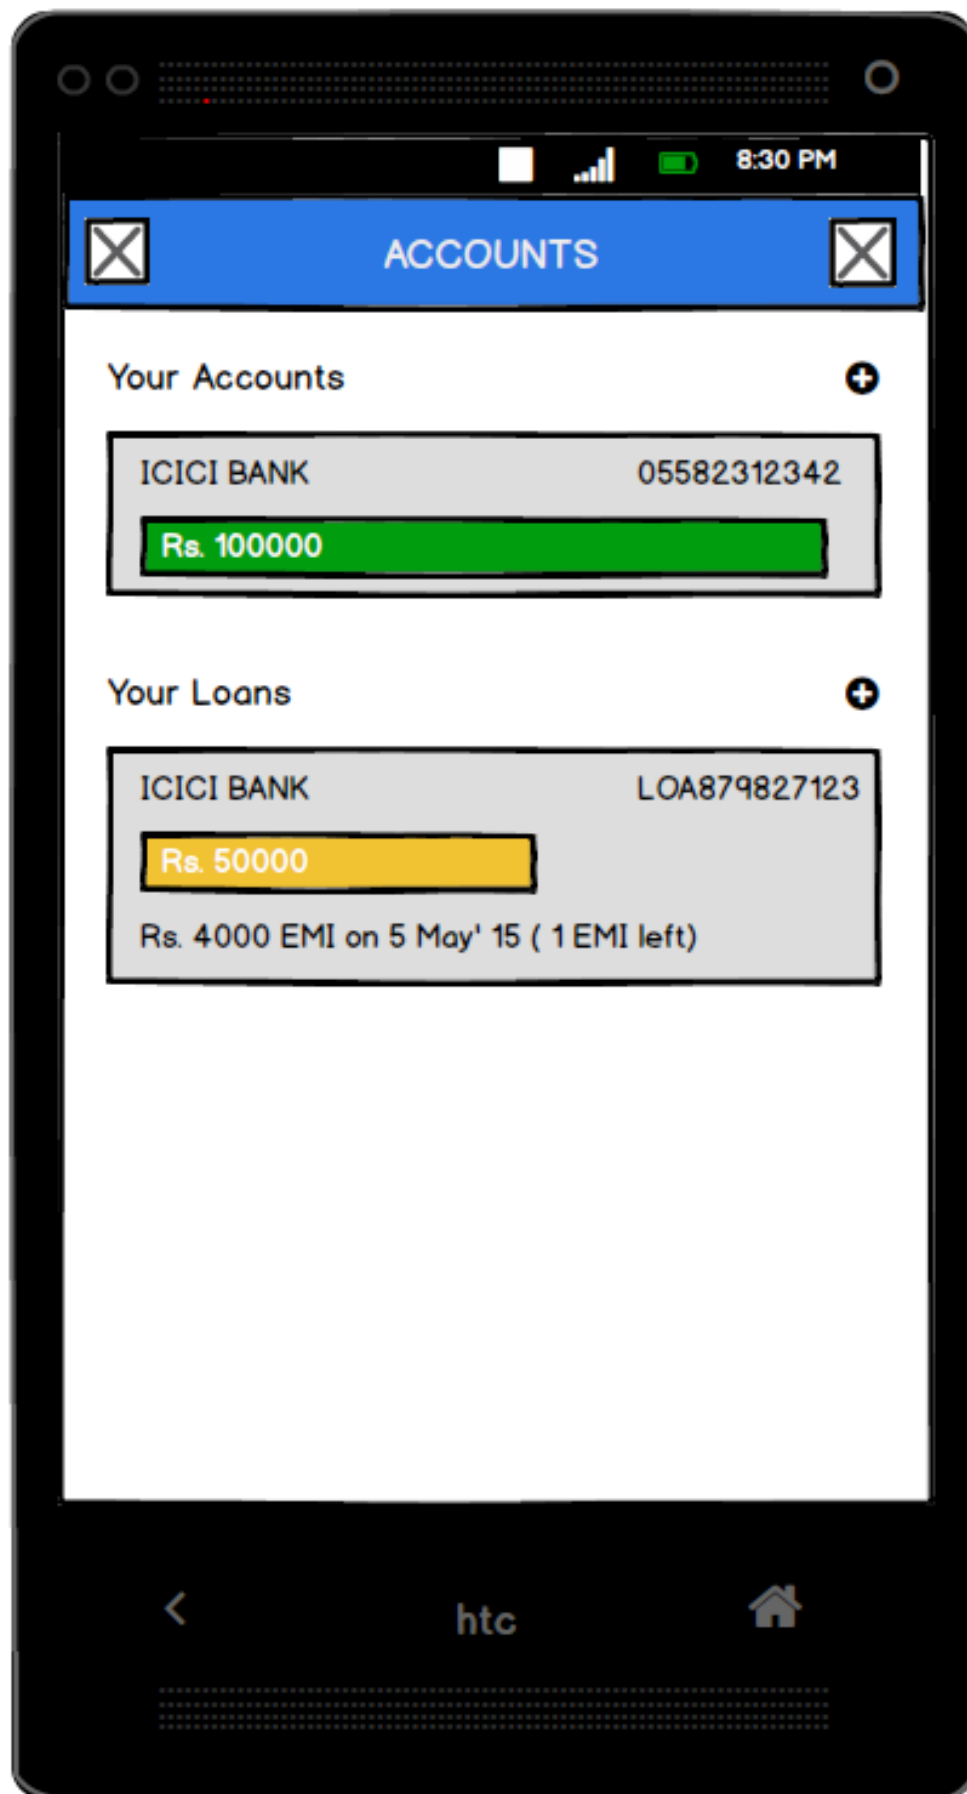 8:30 PM
ACCOUNTS
Your Accounts
ICICI BANK 05582312342
Rs. 100000
Your Loans
ICICI BANK LOA879827123
Rs. 50000
Rs. 4000 EMI on 5 May' 15 ( 1 EMI left)
htc